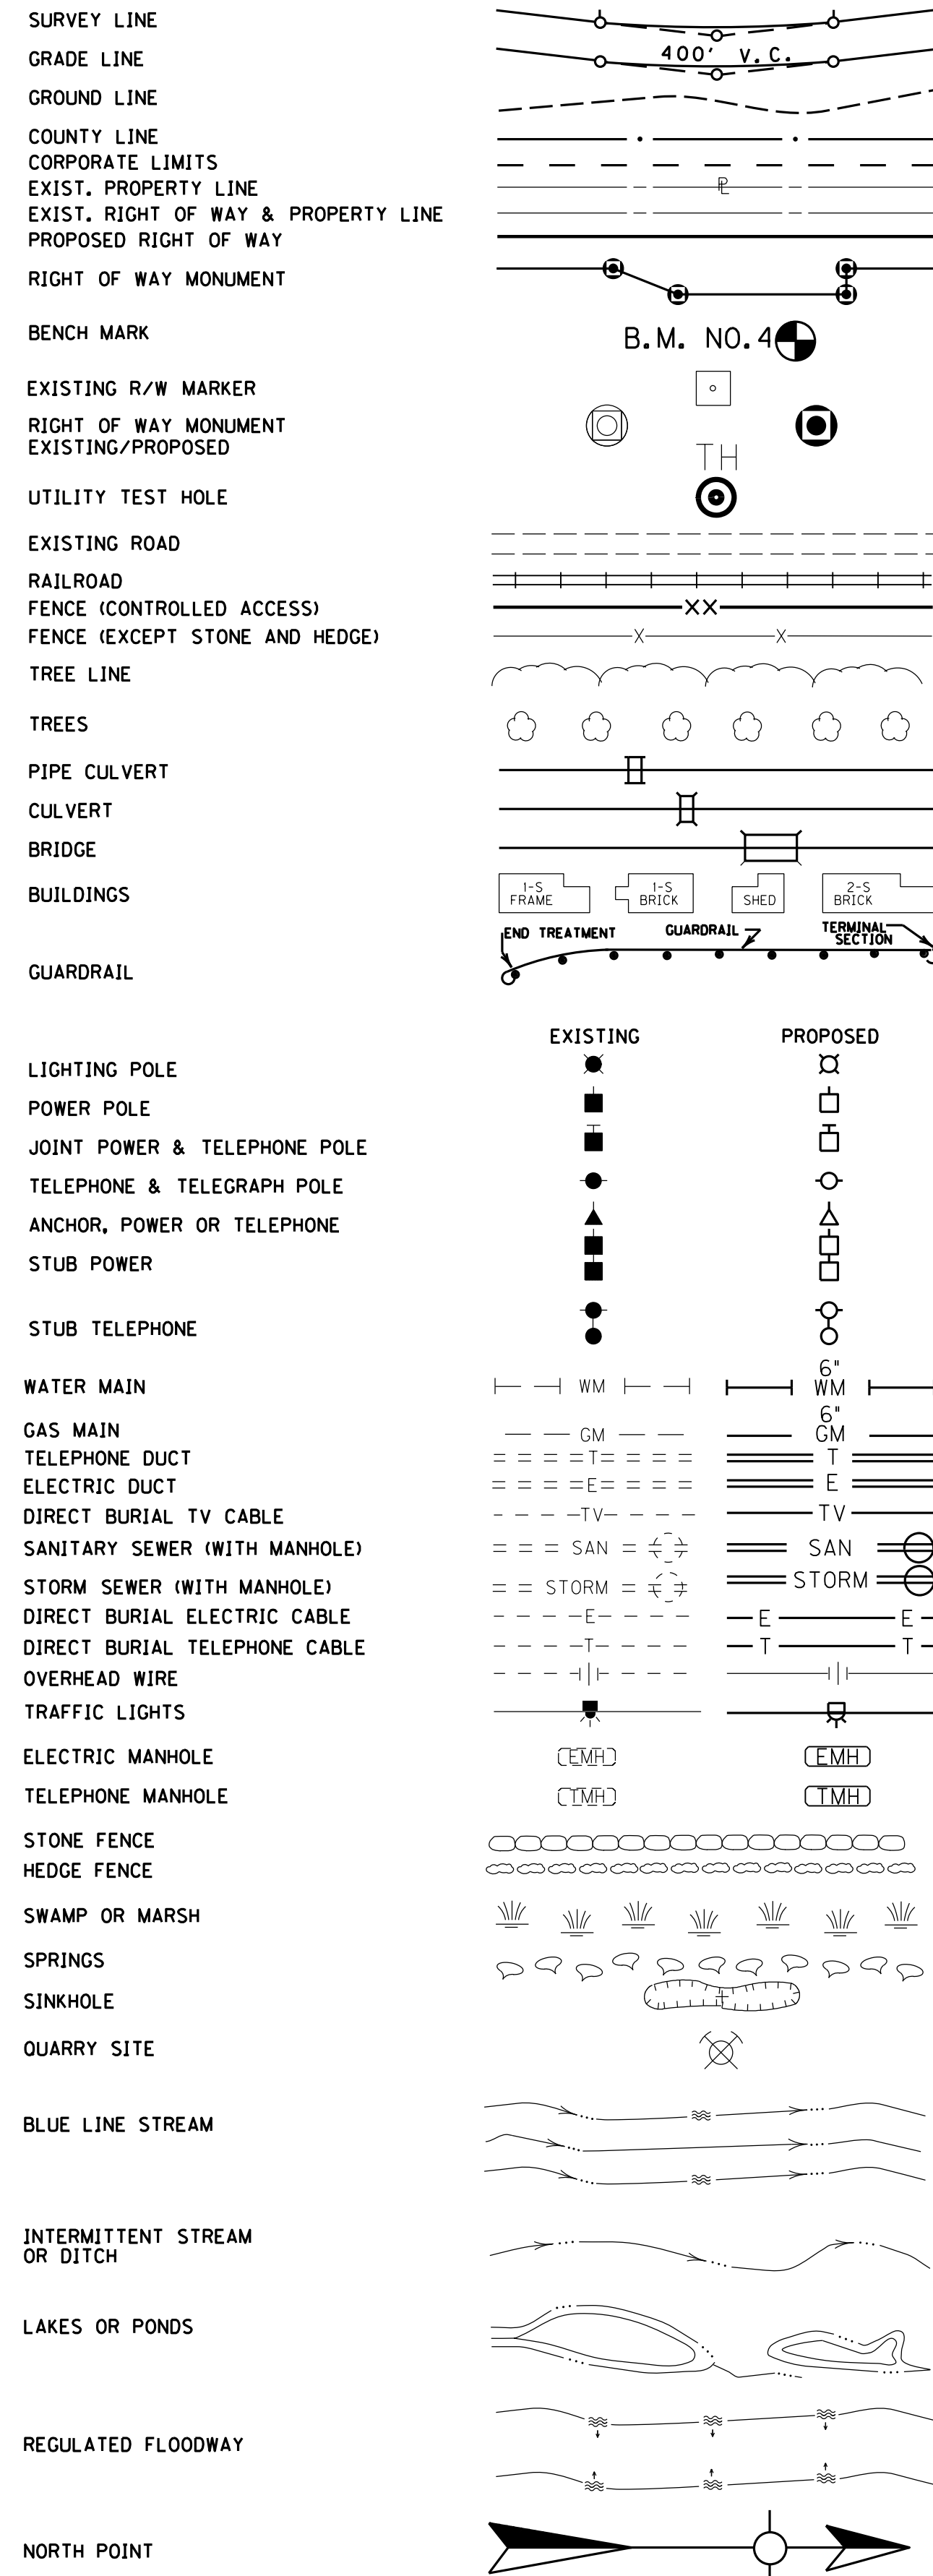 SURVEY LINE
GRADE LINE 400' V.C.
GROUND LINE
COUNTY LINE
CORPORATE LIMITS
EXIST. PROPERTY LINE PL
EXIST. RIGHT OF WAY & PROPERTY LINE
PROPOSED RIGHT OF WAY
RIGHT OF WAY MONUMENT
BENCH MARK B.M. NO.4
EXISTING R/W MARKER
RIGHT OF WAY MONUMENT
EXISTING/PROPOSED
TH
UTILITY TEST HOLE
EXISTING ROAD
RAILROAD
FENCE (CONTROLLED ACCESS) XX
FENCE (EXCEPT STONE AND HEDGE) X X
TREE LINE
TREES
PIPE CULVERT
CULVERT
BRIDGE
BUILDINGS
1-S 1-S 2-S
FRAME BRICK SHED BRICK
END TREATMENT GUARDRAIL TERMINAL
SECTION
GUARDRAIL
EXISTING PROPOSED
LIGHTING POLE
POWER POLE
JOINT POWER & TELEPHONE POLE
TELEPHONE & TELEGRAPH POLE
ANCHOR, POWER OR TELEPHONE
STUB POWER
STUB TELEPHONE
6"
WATER MAIN WM WM
6"
GAS MAIN GM GM
TELEPHONE DUCT T T
ELECTRIC DUCT E E
DIRECT BURIAL TV CABLE TV TV
SANITARY SEWER (WITH MANHOLE) SAN SAN
STORM SEWER (WITH MANHOLE) STORM STORM
DIRECT BURIAL ELECTRIC CABLE E E E
DIRECT BURIAL TELEPHONE CABLE T T T
OVERHEAD WIRE
TRAFFIC LIGHTS
ELECTRIC MANHOLE EMH EMH
TELEPHONE MANHOLE TMH TMH
STONE FENCE
HEDGE FENCE
SWAMP OR MARSH
SPRINGS
SINKHOLE
QUARRY SITE
BLUE LINE STREAM
INTERMITTENT STREAM
OR DITCH
LAKES OR PONDS
REGULATED FLOODWAY
NORTH POINT